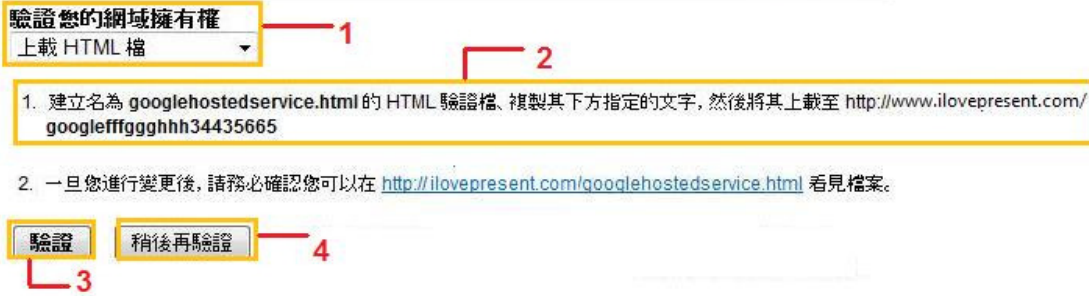 驗證您的網域擁有權
上載 HTML 檔
1
2
1. 建立名為 googlehostedservice.html 的 HTML 驗證檔、複製其下方指定的文字, 然後將其上載至 http://www.ilovepresent.com/
googlefffggghhh34435665
2. 一旦您進行變更後, 請務必確認您可以在 http://ilovepresent.com/googlehostedservice.html 看見檔案。
驗證 稍後再驗證
4
3